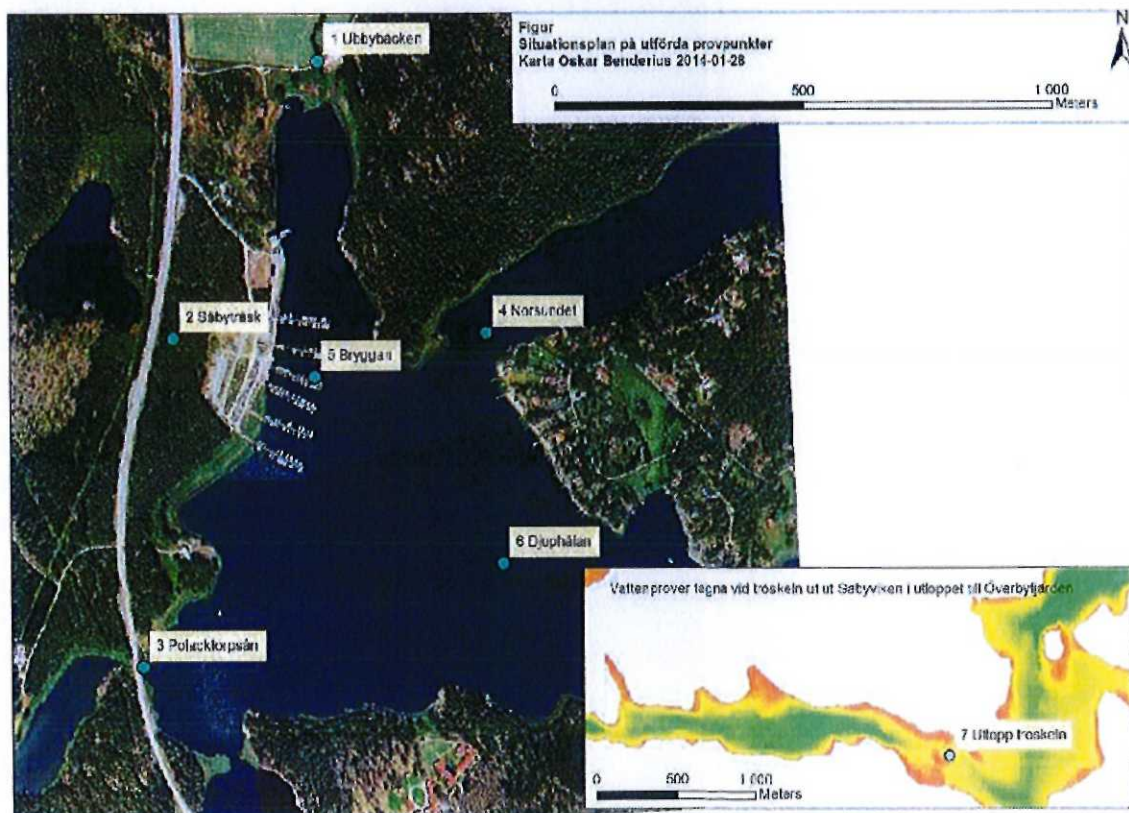 Figur
Situationsplan på utförda provpunkter
Karta Oskar Benderius 2014-01-28
N
0 500 1 000
Meters
1 Ubbybäcken
2 Säbyträsk
4 Norsundet
5 Bryggan
6 Djuphålan
3 Polacktorpsån
Vattenprover tagna vid tröskeln ut ut Säbyviken i utloppet till Överbyfjärden
7 Utlopp tröskeln
0 500 1 000
Meters